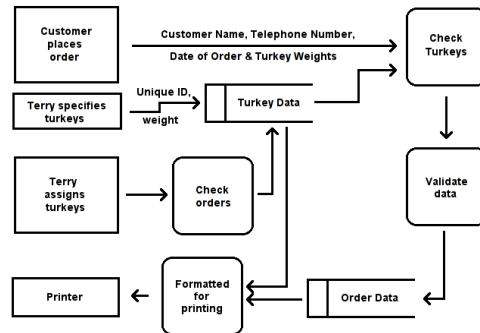 Customer
places
order
Customer Name, Telephone Number,
Date of Order & Turkey Weights
Check
Turkeys
Terry specifies
turkeys
Unique ID,
weight
Turkey Data
Terry
assigns
turkeys
Check
orders
Validate
data
Printer
Formatted
for
printing
Order Data